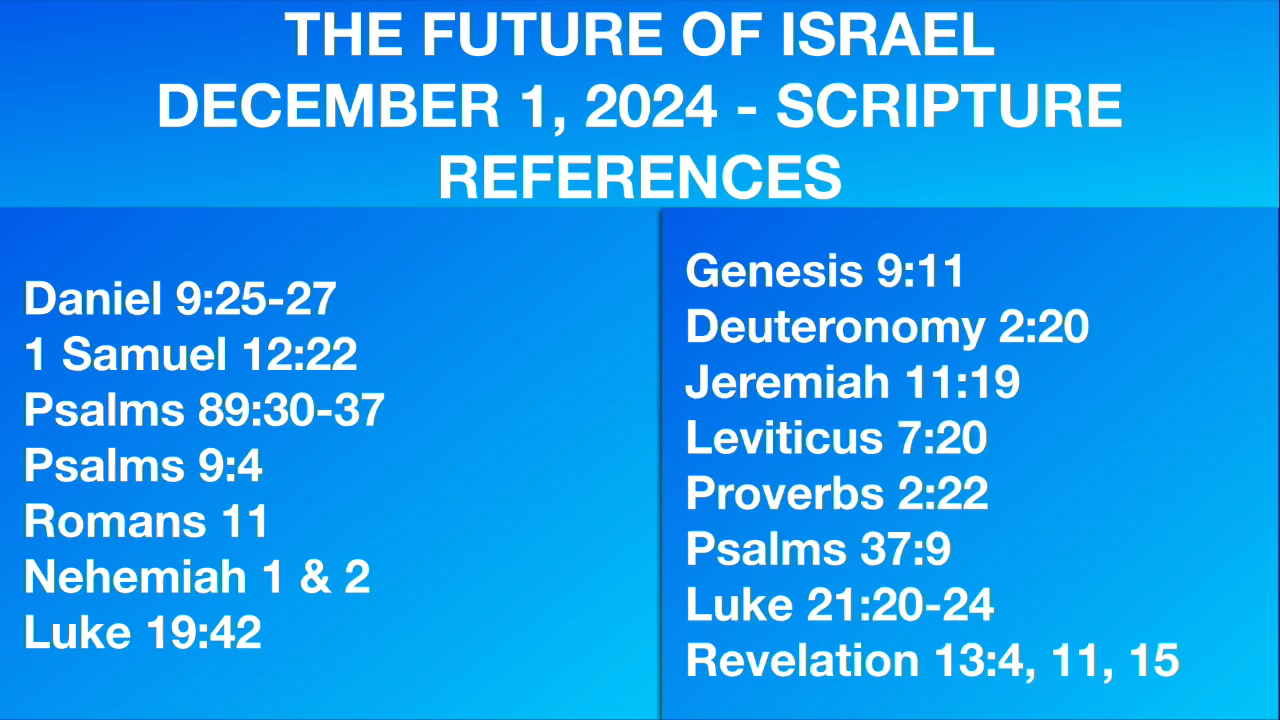 THE FUTURE OF ISRAEL
DECEMBER 1, 2024 - SCRIPTURE
REFERENCES
Daniel 9:25-27
1 Samuel 12:22
Psalms 89:30-37
Psalms 9:4
Romans 11
Nehemiah 1 & 2
Luke 19:42
Genesis 9:11
Deuteronomy 2:20
Jeremiah 11:19
Leviticus 7:20
Proverbs 2:22
Psalms 37:9
Luke 21:20-24
Revelation 13:4, 11, 15